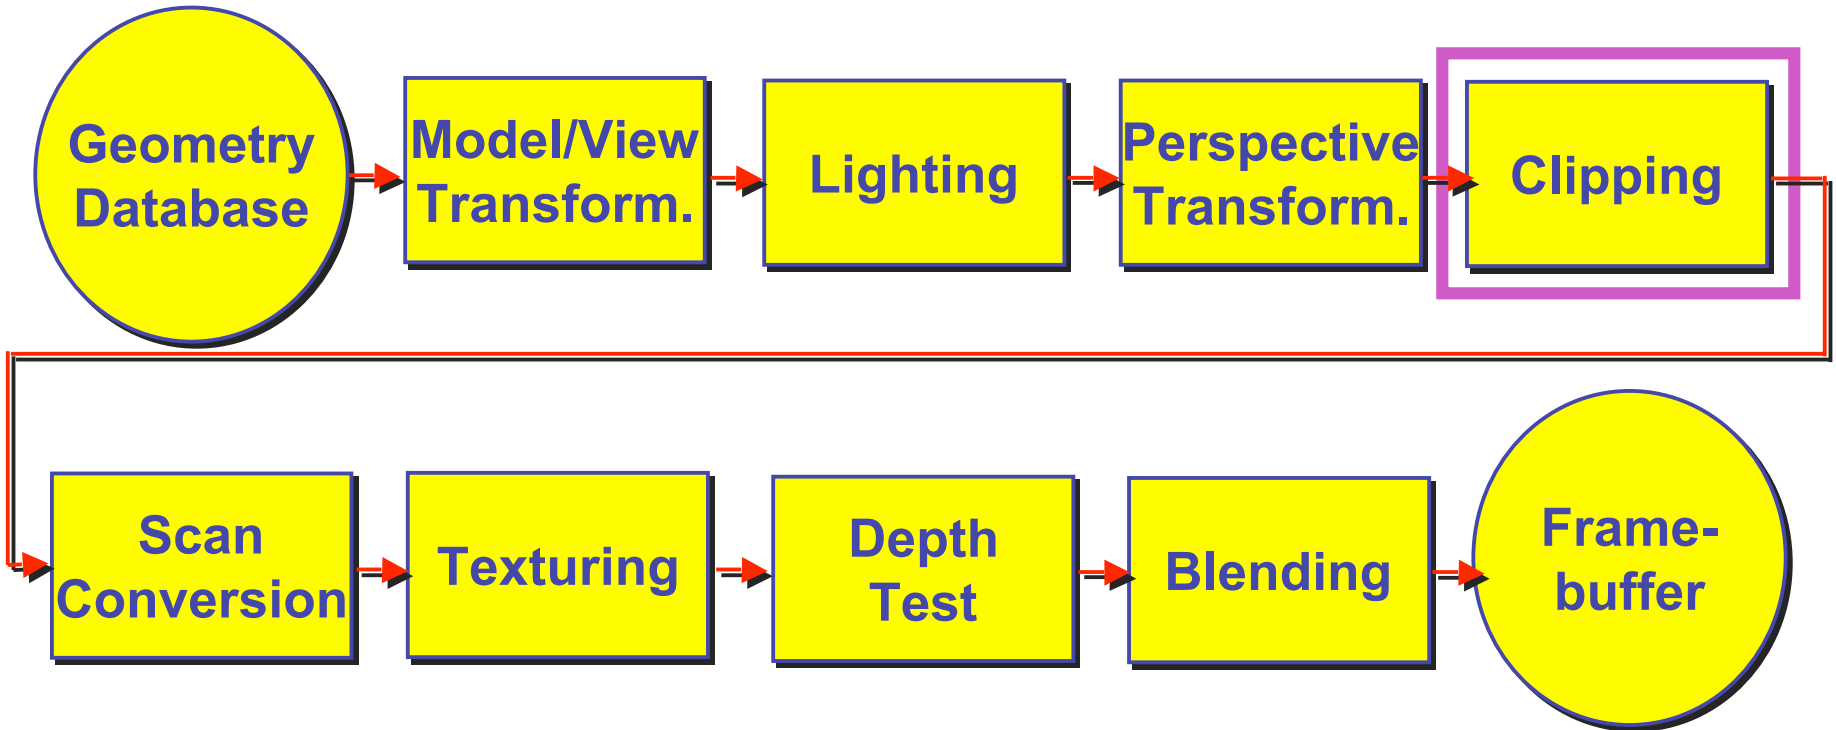 Geometry
Database
Model/View
Transform.
Lighting
Perspective
Transform.
Clipping
Scan
Conversion
Texturing
Depth
Test
Blending
Frame-
buffer